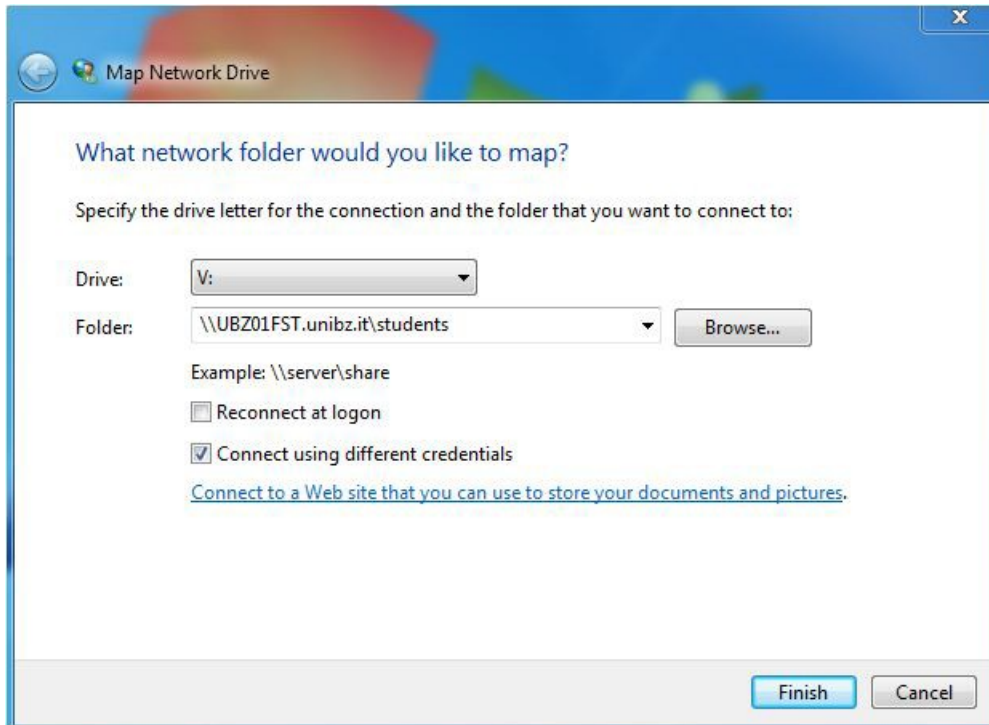 Map Network Drive
What network folder would you like to map?
Specify the drive letter for the connection and the folder that you want to connect to:
Drive: V:
Folder: \\UBZ01FST.unibz.it\students Browse...
Example: \\server\share
Reconnect at logon
Connect using different credentials
Connect to a Web site that you can use to store your documents and pictures.
Finish Cancel